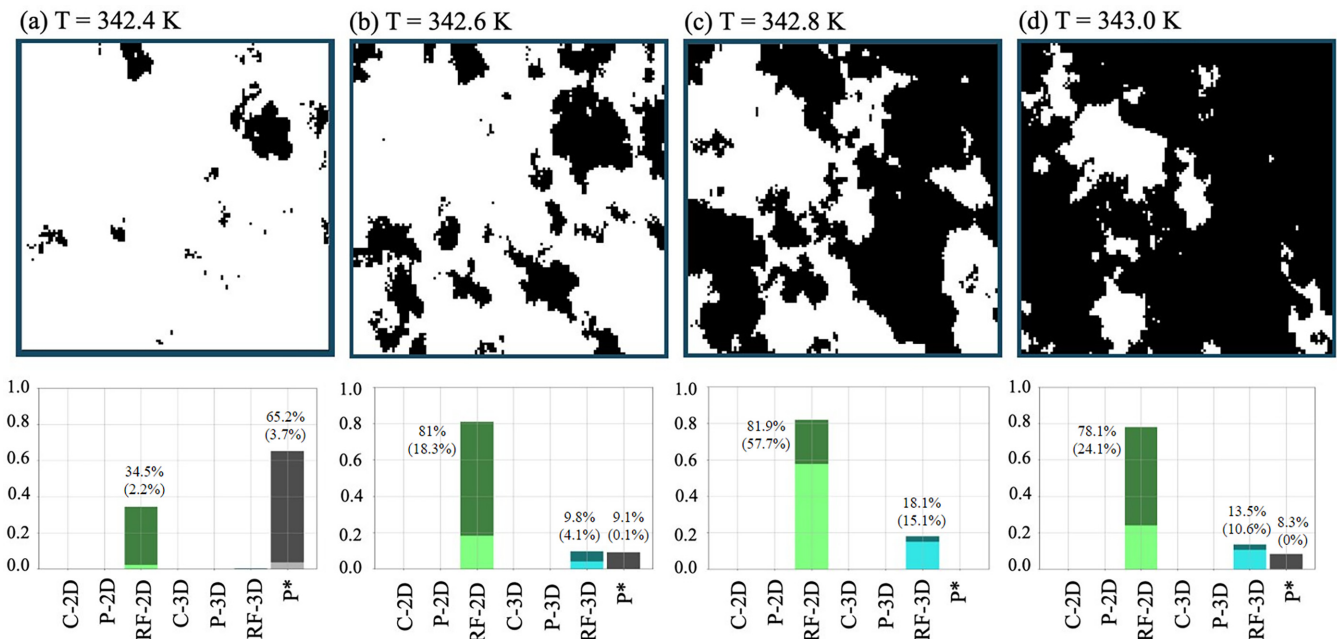 (a) T = 342.4 K
(b) T = 342.6 K
(c) T = 342.8 K
(d) T = 343.0 K
1.0
0.8
0.6
0.4
0.2
0.0
34.5%
(2.2%)
65.2%
(3.7%)
C-2D
P-2D
RF-2D
C-3D
P-3D
RF-3D
P*
1.0
0.8
0.6
0.4
0.2
0.0
81%
(18.3%)
9.8%
(4.1%)
9.1%
(0.1%)
C-2D
P-2D
RF-2D
C-3D
P-3D
RF-3D
P*
1.0
0.8
0.6
0.4
0.2
0.0
81.9%
(57.7%)
18.1%
(15.1%)
C-2D
P-2D
RF-2D
C-3D
P-3D
RF-3D
P*
1.0
0.8
0.6
0.4
0.2
0.0
78.1%
(24.1%)
13.5%
(10.6%)
8.3%
(0%)
C-2D
P-2D
RF-2D
C-3D
P-3D
RF-3D
P*